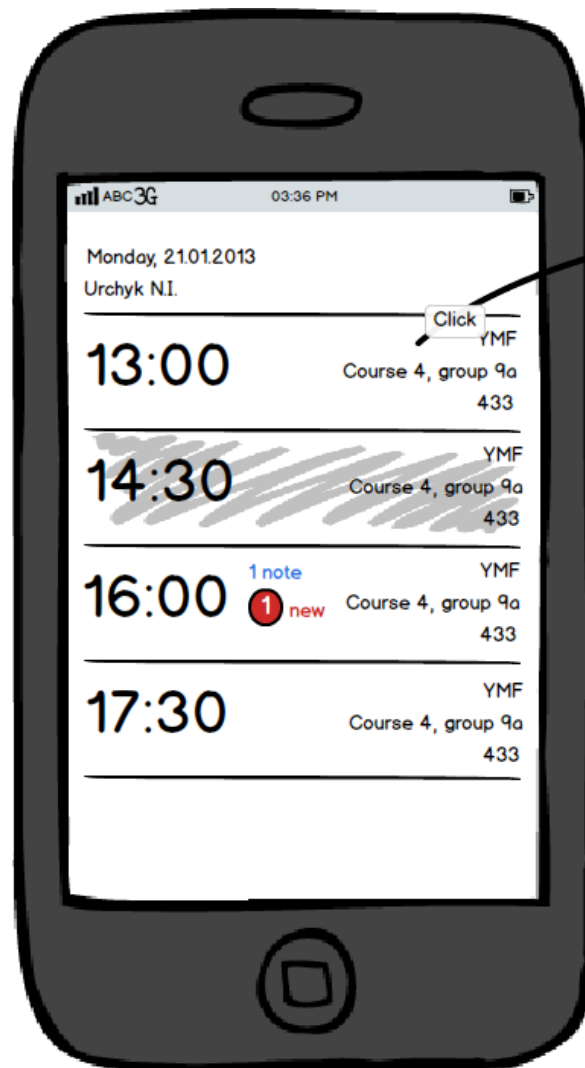 ABC 3G 03:36 PM
Monday, 21.01.2013
Urchyk N.I.
Click
13:00
YMF
Course 4, group 9a
433
14:30
YMF
Course 4, group 9a
433
16:00
1 note
1 new
YMF
Course 4, group 9a
433
17:30
YMF
Course 4, group 9a
433